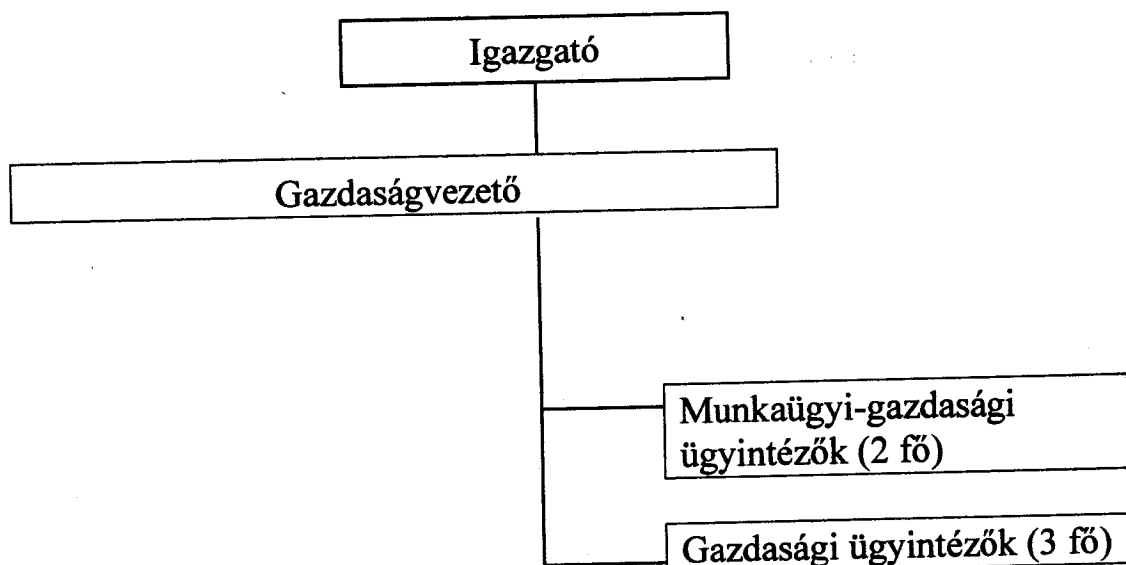 Igazgató
Gazdaságvezető
Munkaügyi-gazdasági
ügyintézők (2 fő)
Gazdasági ügyintézők (3 fő)